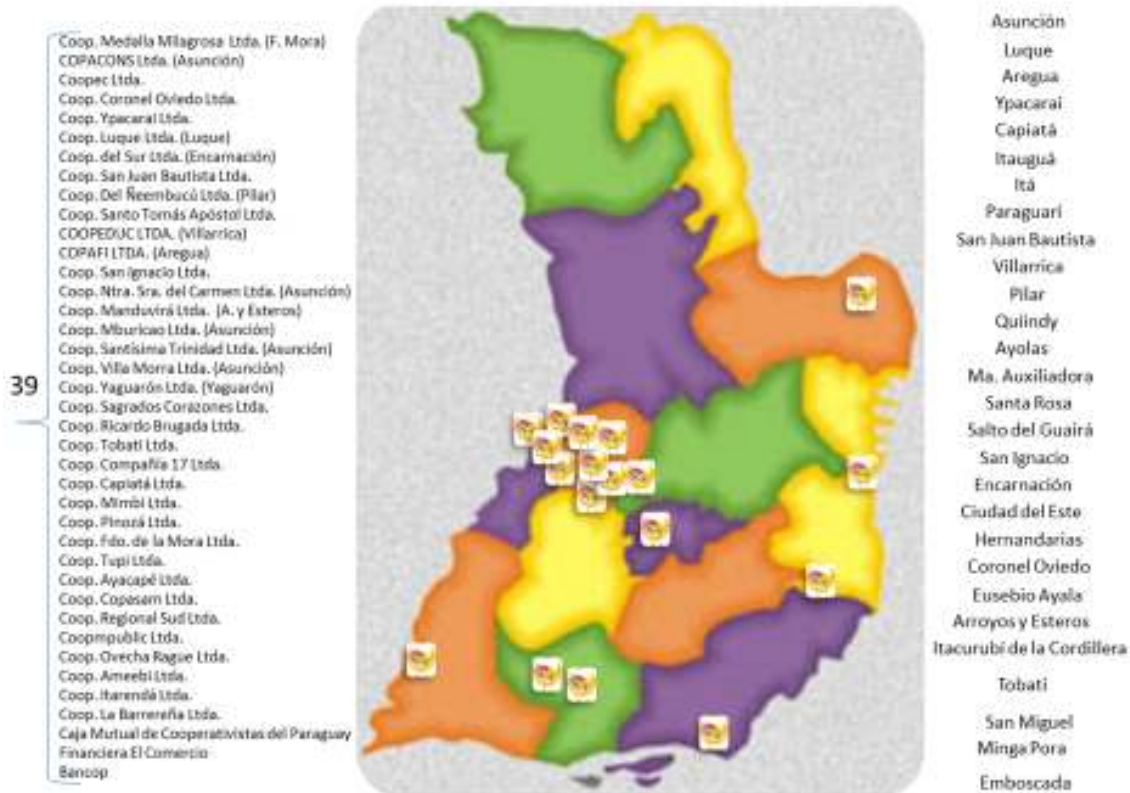 39
Coop. Medalla Milagrosa Ltda. (F. Mora)
COPACONS Ltda. (Asunción)
Coopec Ltda.
Coop. Coronel Oviedo Ltda.
Coop. Ypacarai Ltda.
Coop. Luque Ltda. (Luque)
Coop. del Sur Ltda. (Encarnación)
Coop. San Juan Bautista Ltda.
Coop. Del Ñeembucú Ltda. (Pilar)
Coop. Santo Tomás Apóstol Ltda.
COOPEDUC LTDA. (Villarrica)
COPAFI LTDA. (Aregua)
Coop. San Ignacio Ltda.
Coop. Ntra. Sra. del Carmen Ltda. (Asunción)
Coop. Manduvirá Ltda. (A. y Esteros)
Coop. Mburicao Ltda. (Asunción)
Coop. Santísima Trinidad Ltda. (Asunción)
Coop. Villa Morra Ltda. (Asunción)
Coop. Yaguarón Ltda. (Yaguarón)
Coop. Sagrados Corazones Ltda.
Coop. Ricardo Brugada Ltda.
Coop. Tobati Ltda.
Coop. Compañía 17 Ltda.
Coop. Capiatá Ltda.
Coop. Mimbi Ltda.
Coop. Pinozá Ltda.
Coop. Fdo. de la Mora Ltda.
Coop. Tupi Ltda.
Coop. Ayacapé Ltda.
Coop. Copasam Ltda.
Coop. Regional Sud Ltda.
Coopmpublic Ltda.
Coop. Ovecha Rague Ltda.
Coop. Ameebi Ltda.
Coop. Itarendá Ltda.
Coop. La Barrereña Ltda.
Caja Mutual de Cooperativistas del Paraguay
Financiera El Comercio
Bancop
Asunción
Luque
Aregua
Ypacarai
Capiatá
Itauguá
Itá
Paraguari
San Juan Bautista
Villarrica
Pilar
Quiindy
Ayolas
Ma. Auxiliadora
Santa Rosa
Salto del Guairá
San Ignacio
Encarnación
Ciudad del Este
Hernandarias
Coronel Oviedo
Eusebio Ayala
Arroyos y Esteros
Itacurubí de la Cordillera
Tobati
San Miguel
Minga Pora
Emboscada